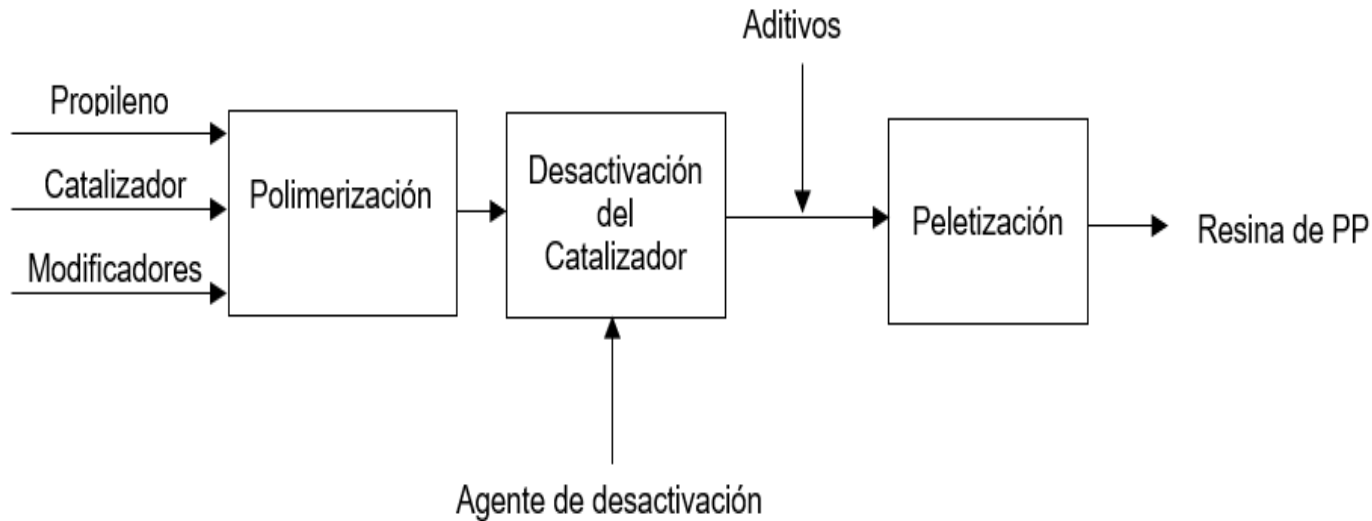 Aditivos
Propileno
Catalizador
Modificadores
Polimerización
Desactivación
del
Catalizador
Peletización
Resina de PP
Agente de desactivación